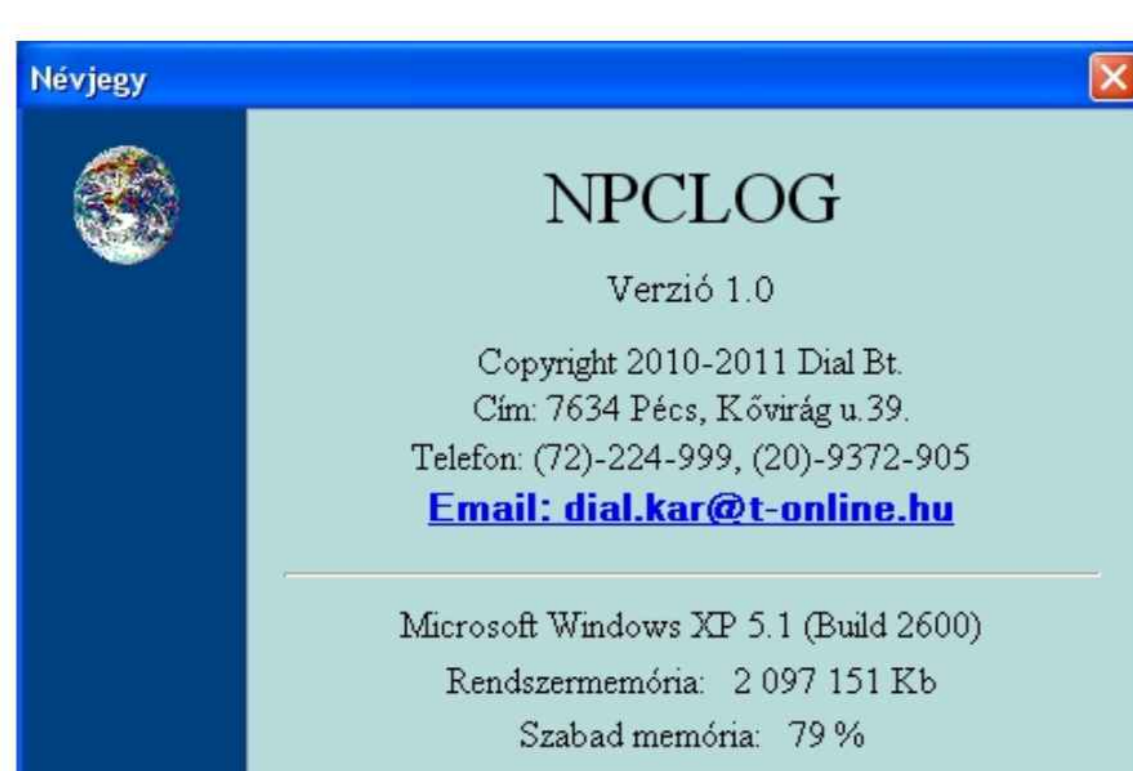 Névjegy
NPCLOG
Verzió 1.0
Copyright 2010-2011 Dial Bt.
Cím: 7634 Pécs, Kővirág u.39.
Telefon: (72)-224-999, (20)-9372-905
Email: dial.kar@t-online.hu
Microsoft Windows XP 5.1 (Build 2600)
Rendszermemória: 2 097 151 Kb
Szabad memória: 79 %